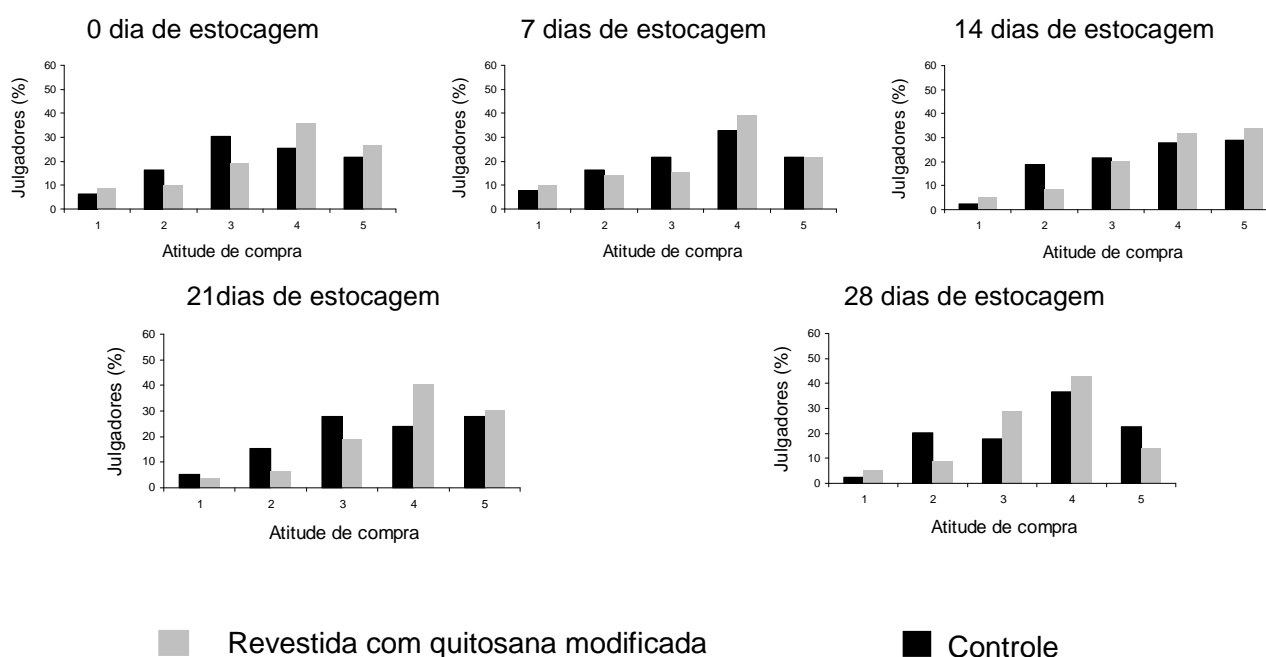 0 dia de estocagem
7 dias de estocagem
14 dias de estocagem
Julgadores (%)
60
50
40
30
20
10
0
1 2 3 4 5
Atitude de compra
Julgadores (%)
60
50
40
30
20
10
0
1 2 3 4 5
Atitude de compra
Julgadores (%)
60
50
40
30
20
10
0
1 2 3 4 5
Atitude de compra
21dias de estocagem
28 dias de estocagem
Julgadores (%)
60
50
40
30
20
10
0
1 2 3 4 5
Atitude de compra
Julgadores (%)
60
50
40
30
20
10
0
1 2 3 4 5
Atitude de compra
Revestida com quitosana modificada
Controle